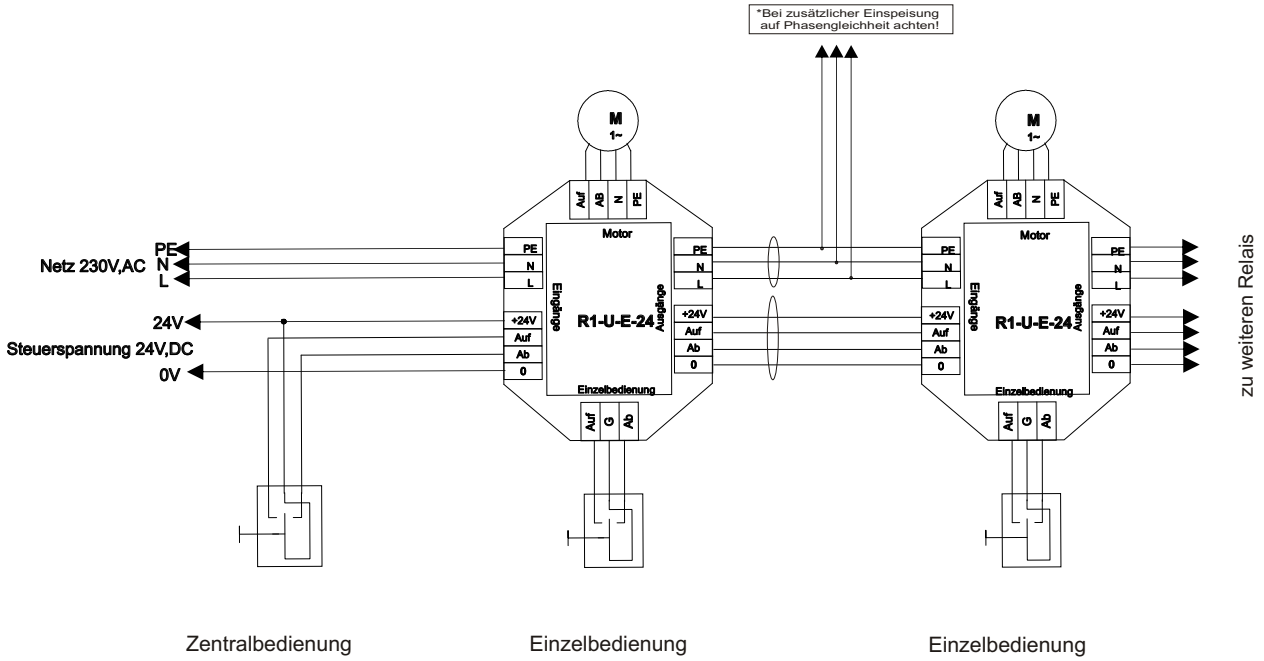 *Bei zusätzlicher Einspeisung
auf Phasengleichheit achten!
M
1~
M
1~
Auf
AB
N
PE
Auf
AB
N
PE
Motor
Motor
PE
N
L
Netz 230V,AC
PE
N
L
PE
N
L
PE
N
L
PE
N
L
Eingänge
Ausgänge
Eingänge
Ausgänge
R1-U-E-24
R1-U-E-24
24V
Steuerspannung 24V,DC
0V
+24V
Auf
Ab
0
+24V
Auf
Ab
0
+24V
Auf
Ab
0
+24V
Auf
Ab
0
zu weiteren Relais
Einzelbedienung
Einzelbedienung
Auf
G
Ab
Auf
G
Ab
Zentralbedienung
Einzelbedienung
Einzelbedienung